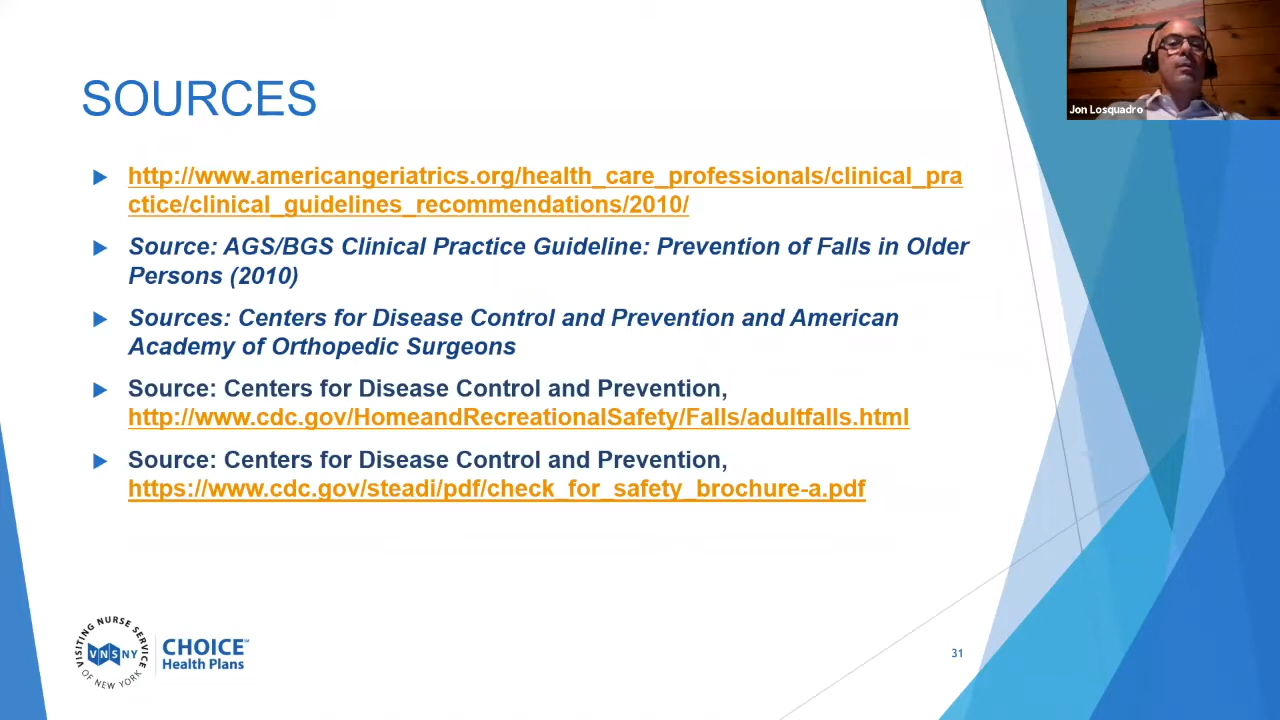 SOURCES
http://www.americangeriatrics.org/health_care_professionals/clinical_pra
ctice/clinical_guidelines_recommendations/2010/
Source: AGS/BGS Clinical Practice Guideline: Prevention of Falls in Older
Persons (2010)
Sources: Centers for Disease Control and Prevention and American
Academy of Orthopedic Surgeons
Source: Centers for Disease Control and Prevention,
http://www.cdc.gov/HomeandRecreationalSafety/Falls/adultfalls.html
Source: Centers for Disease Control and Prevention,
https://www.cdc.gov/steadi/pdf/check_for_safety_brochure-a.pdf
Jon Losquadro
VISITING NURSE SERVICE
VNSNY
OF NEW YORK
CHOICE℠
Health Plans
31